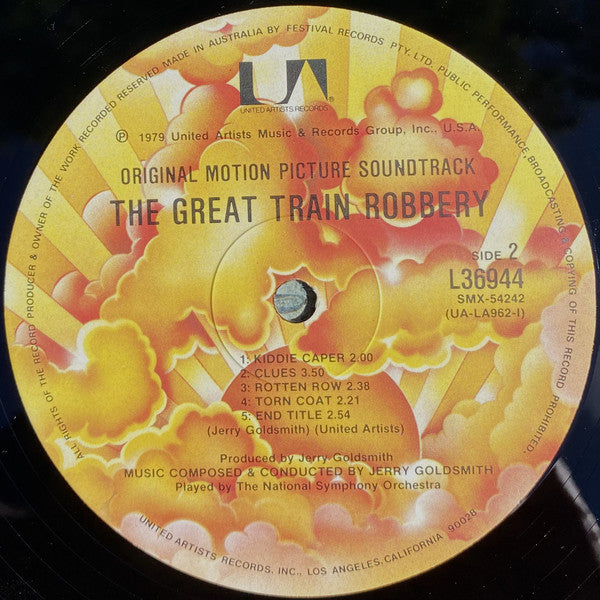 ALL RIGHTS OF THE RECORD PRODUCER & OWNER OF THE WORK RECORDED RESERVED. MADE IN AUSTRALIA BY FESTIVAL RECORDS PTY. LTD. PUBLIC PERFORMANCE, BROADCASTING & COPYING OF THIS RECORD PROHIBITED.
UA
UNITED ARTISTS RECORDS
®
℗ 1979, United Artists Music & Records Group, Inc., U.S.A.
ORIGINAL MOTION PICTURE SOUNDTRACK
THE GREAT TRAIN ROBBERY
SIDE 2
L36944
SMX-54242
(UA-LA962-I)
1: KIDDIE CAPER 2.00
2: CLUES 3.50
3: ROTTEN ROW 2.38
4: TORN COAT 2.21
5: END TITLE 2.54
(Jerry Goldsmith) (United Artists)
Produced by Jerry Goldsmith
MUSIC COMPOSED & CONDUCTED BY JERRY GOLDSMITH
Played by The National Symphony Orchestra
UNITED ARTISTS RECORDS, INC., LOS ANGELES, CALIFORNIA 90028